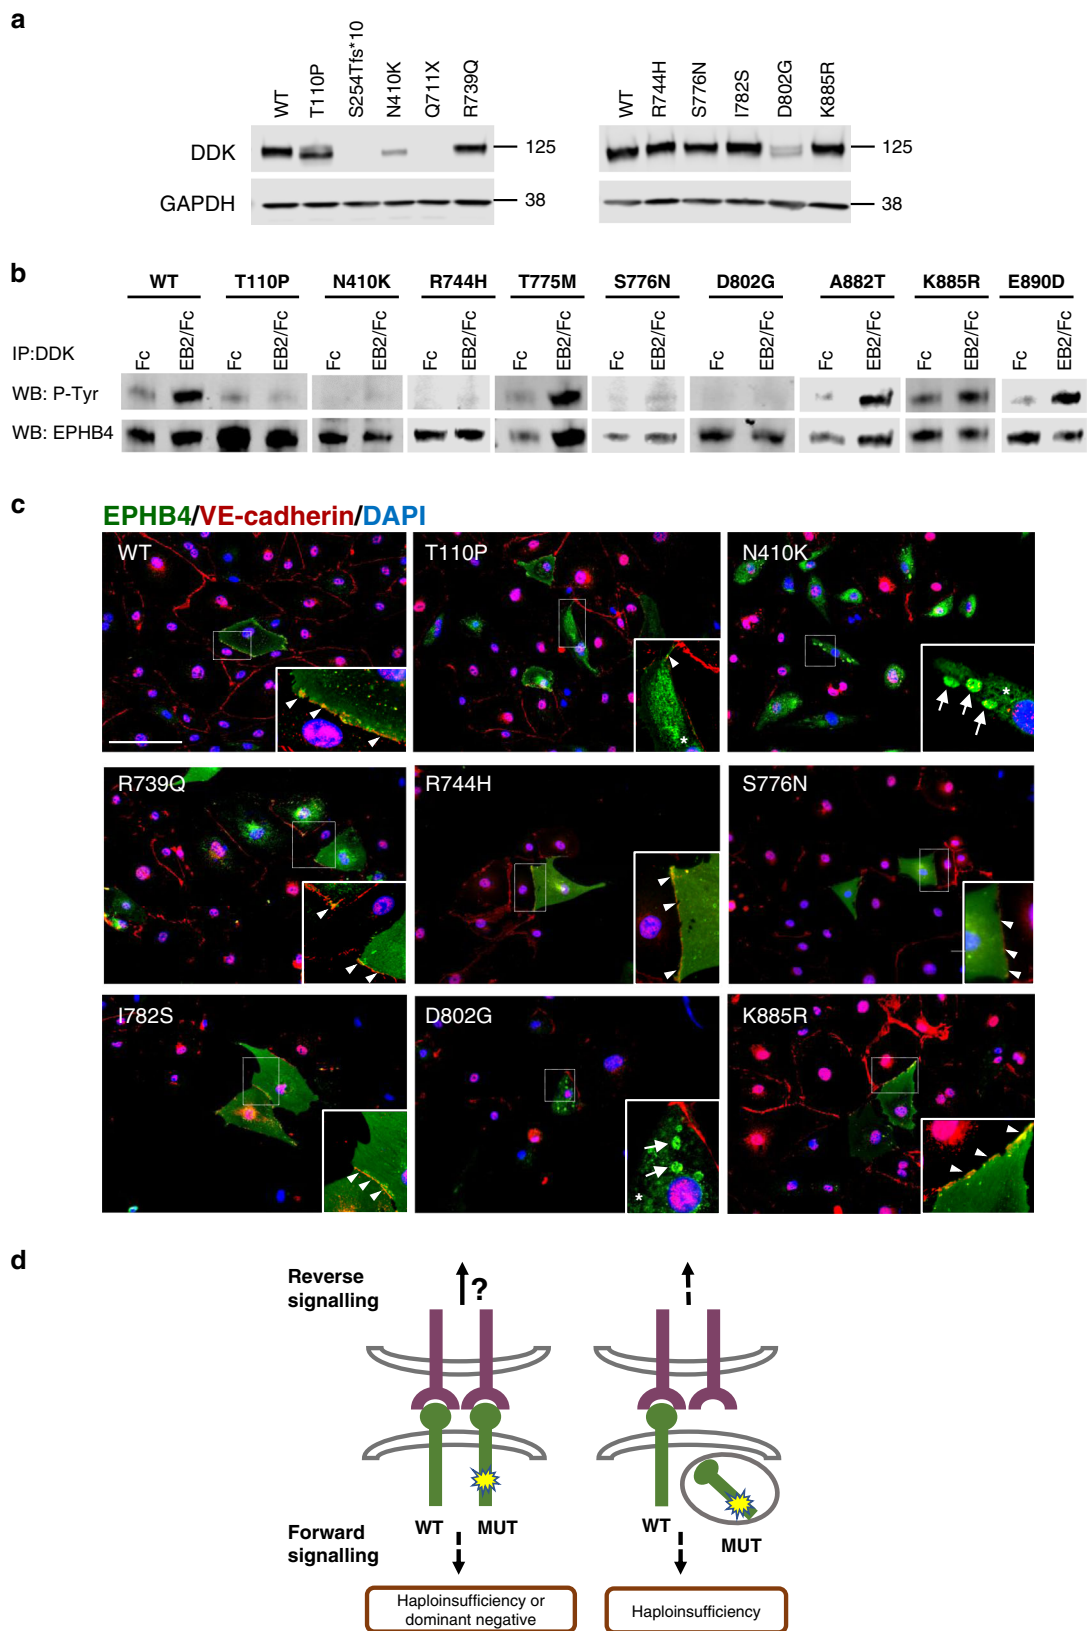 a
WT T110P S254Tfs*10 N410K Q711X R739Q
WT R744H S776N I782S D802G K885R
DDK 125 125
GAPDH 38 38
b
WT T110P N410K R744H T775M S776N D802G A882T K885R E890D
IP:DDK Fc EB2/Fc Fc EB2/Fc Fc EB2/Fc Fc EB2/Fc Fc EB2/Fc Fc EB2/Fc Fc EB2/Fc Fc EB2/Fc Fc EB2/Fc Fc EB2/Fc
WB: P-Tyr
WB: EPHB4
c
EPHB4/VE-cadherin/DAPI
WT T110P N410K
*
*
R739Q R744H S776N
I782S D802G K885R
*
d
Reverse
signalling
?
WT MUT
WT
MUT
Forward
signalling
Haploinsufficiency or
dominant negative
Haploinsufficiency